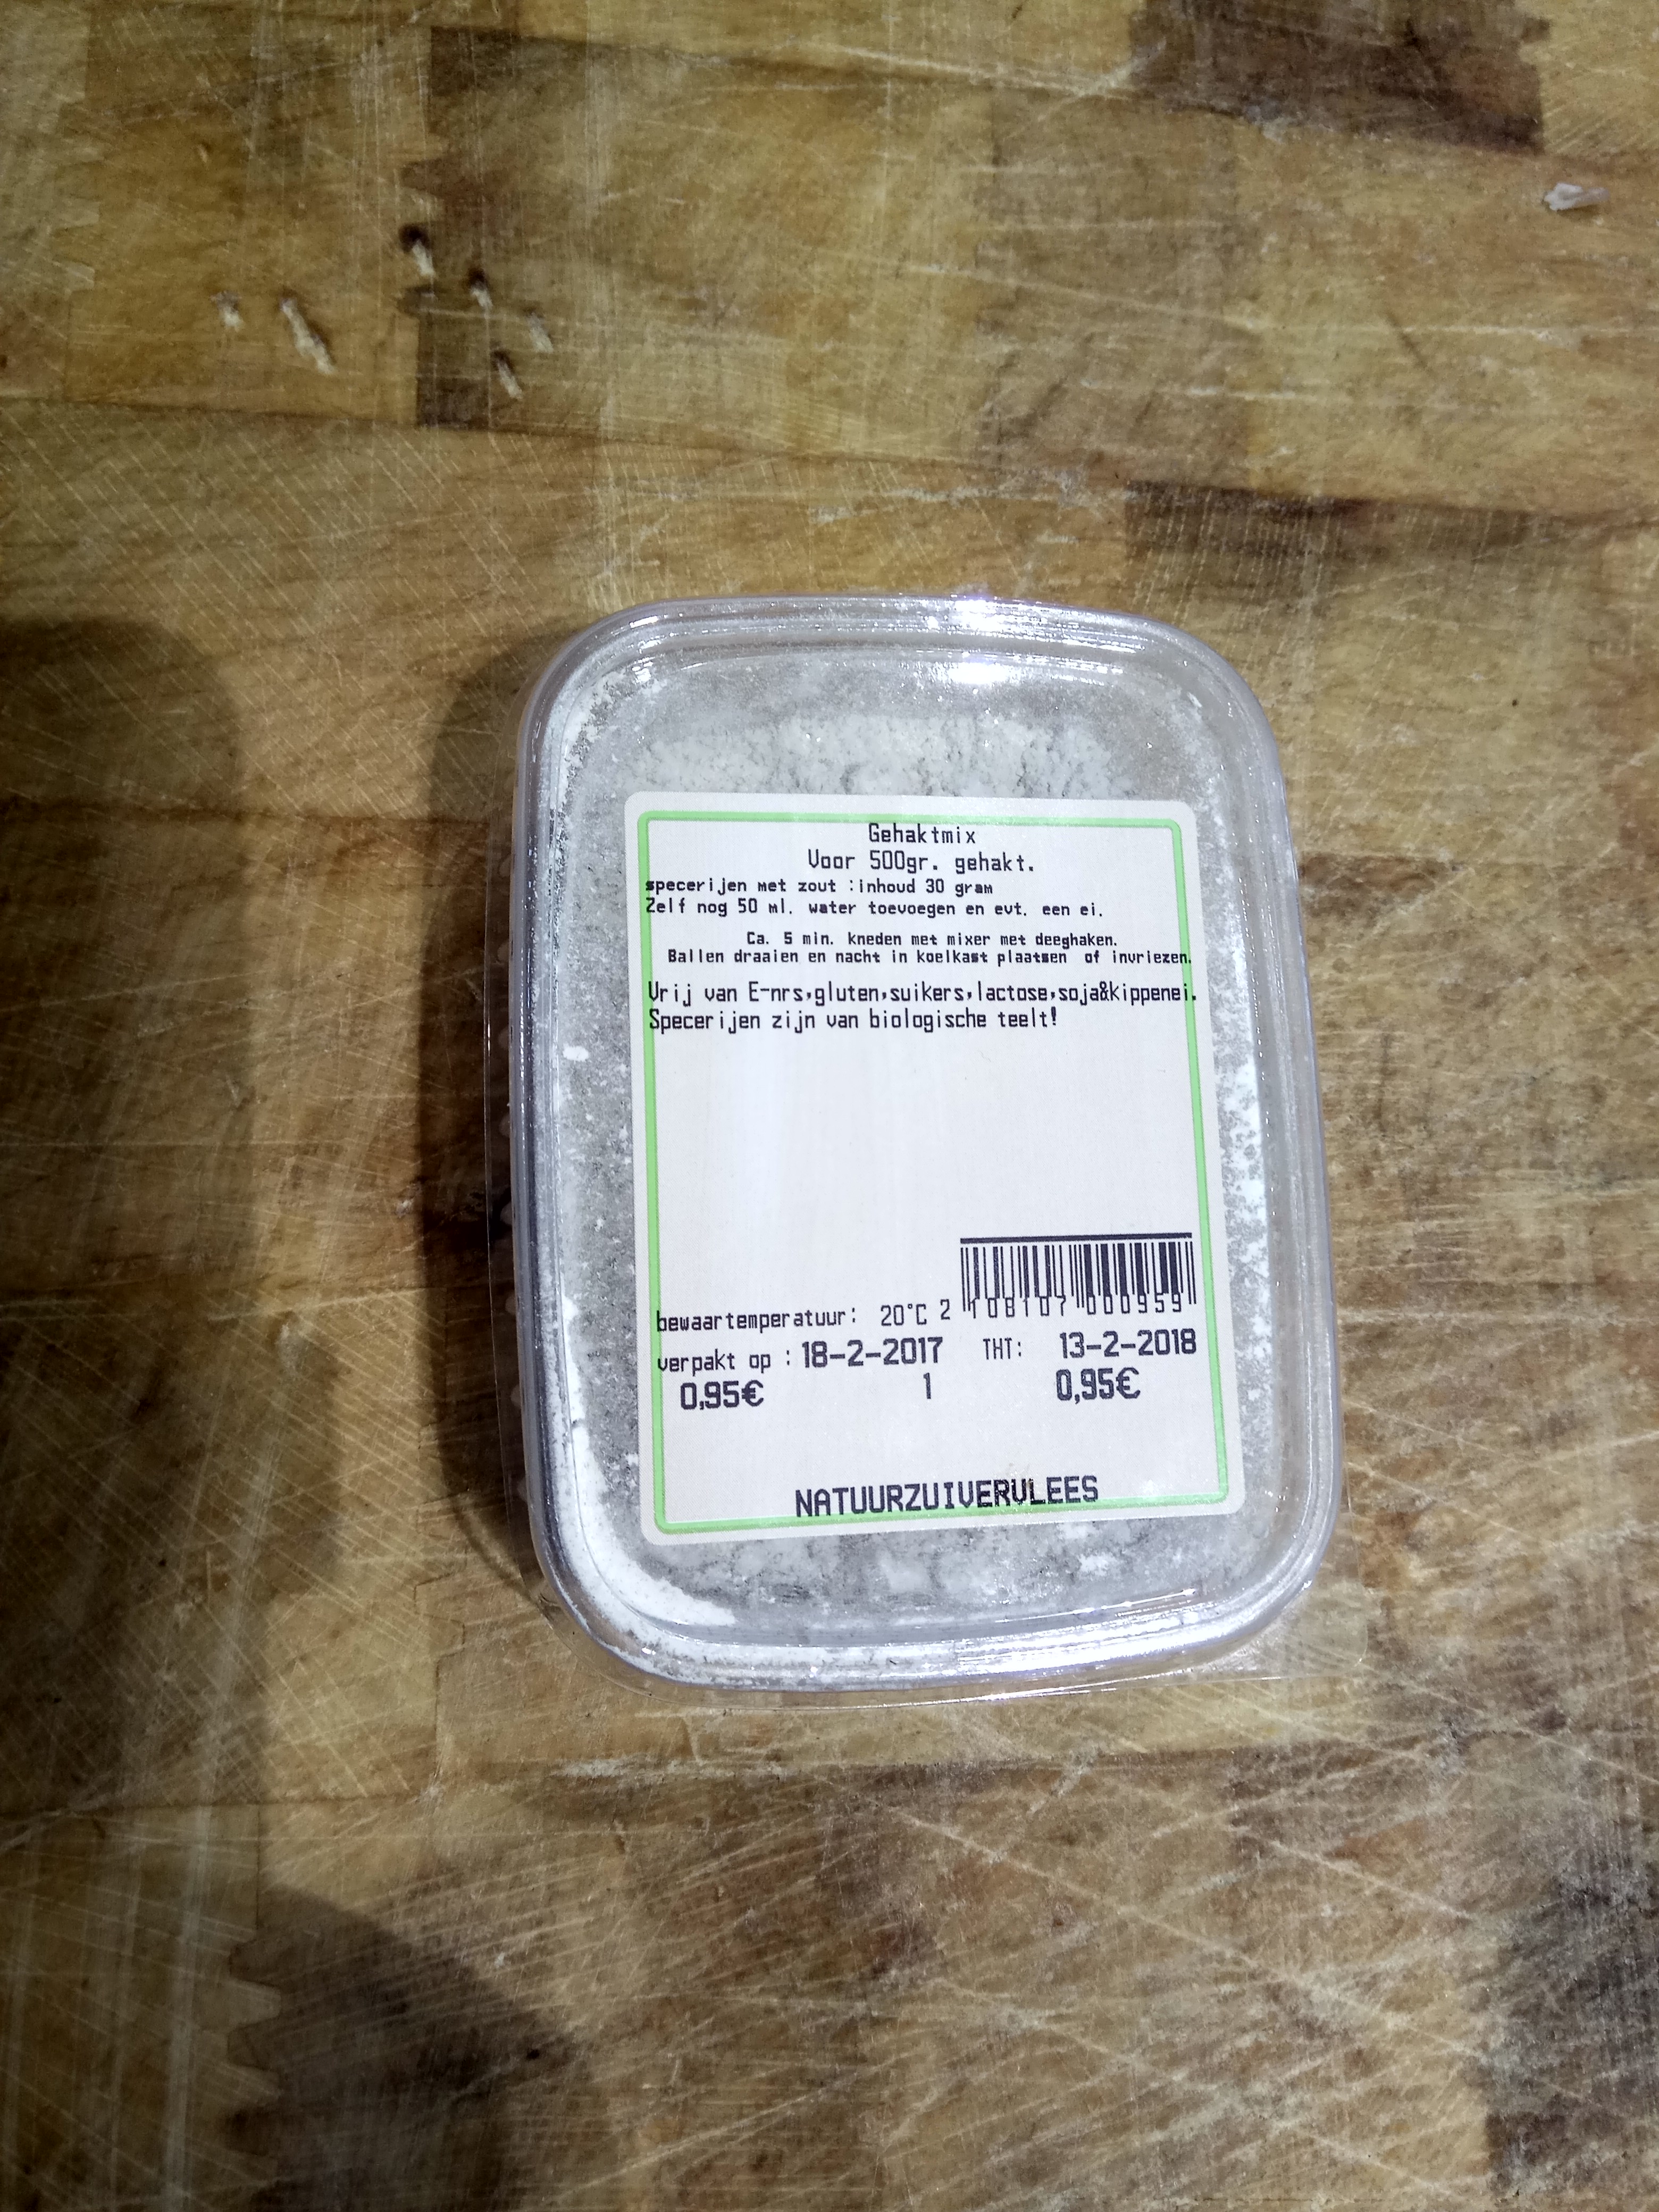 Gehaktmix
Voor 500gr. gehakt.
specerijen met zout :inhoud 30 gram
Zelf nog 50 ml. water toevoegen en evt. een ei.
Ca. 5 min. kneden met mixer met deeghaken.
Ballen draaien en nacht in koelkast plaatsen of invriezen.
Vrij van E-nrs,gluten,suikers,lactose,soja&kippenei.
Specerijen zijn van biologische teelt!
bewaartemperatuur: 20°C 2 108107 000959
verpakt op : 18-2-2017 THT: 13-2-2018
0,95€ 1 0,95€
NATUURZUIVERVLEES